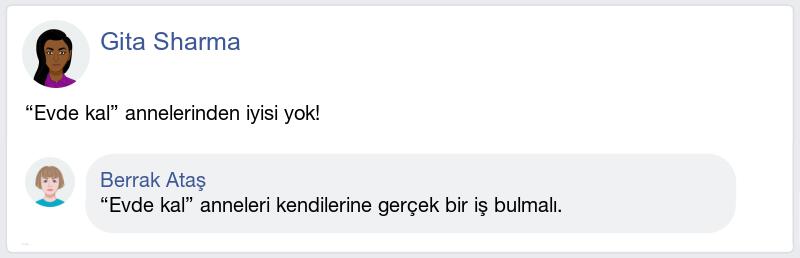 Gita Sharma
“Evde kal” annelerinden iyisi yok!
Berrak Ataş
“Evde kal” anneleri kendilerine gerçek bir iş bulmalı.